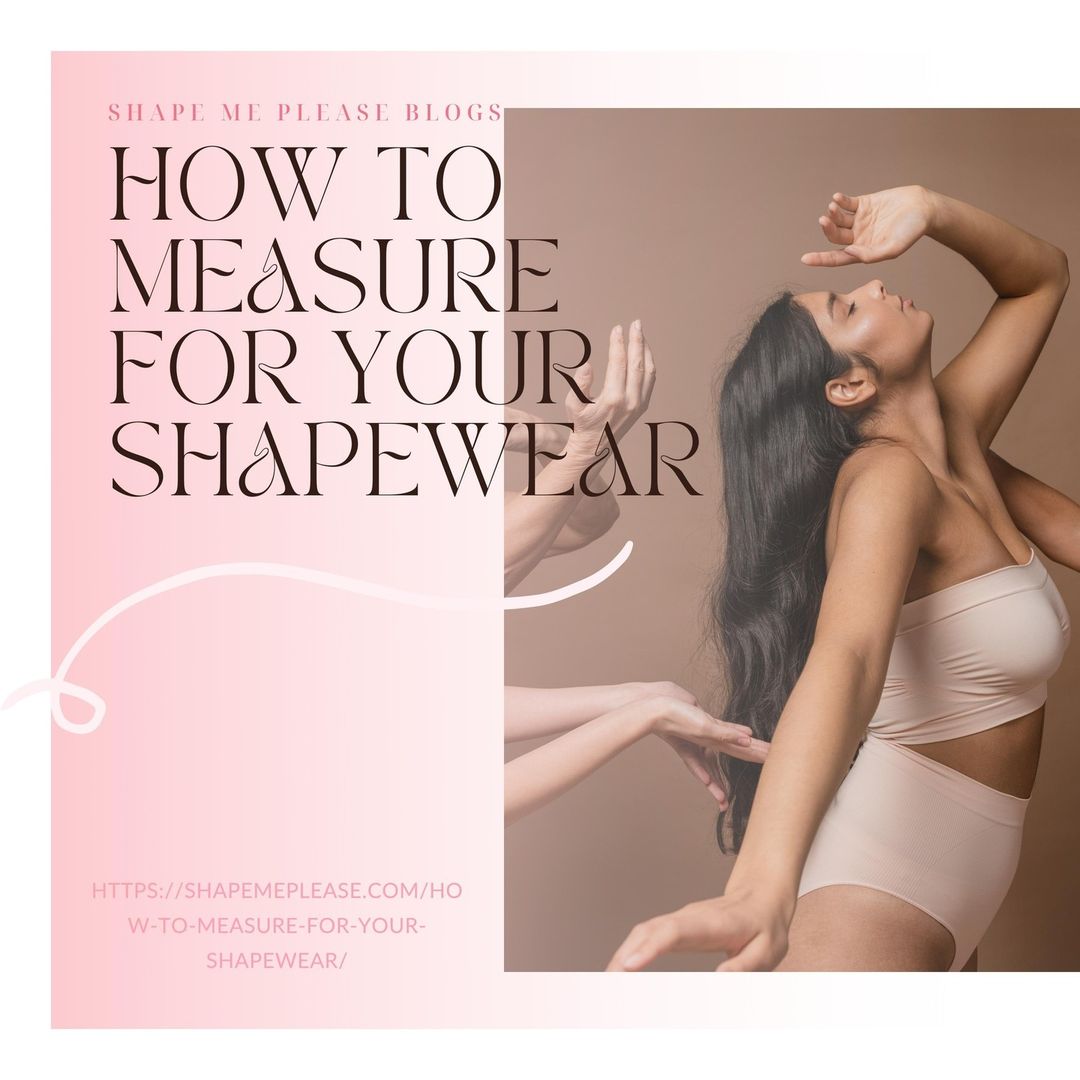 SHAPE ME PLEASE BLOGS
HOW TO
MEASURE
FOR YOUR
SHAPEWEAR
HTTPS://SHAPEMEPLEASE.COM/HO
W-TO-MEASURE-FOR-YOUR-
SHAPEWEAR/